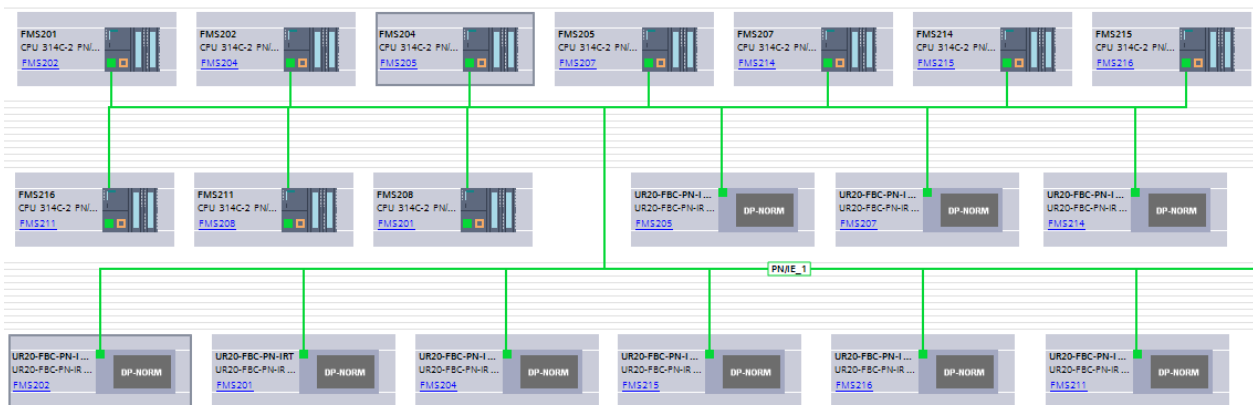 FMS201
CPU 314C-2 PN/...
FMS202
FMS202
CPU 314C-2 PN/...
FMS204
FMS204
CPU 314C-2 PN/...
FMS205
FMS205
CPU 314C-2 PN/...
FMS207
FMS207
CPU 314C-2 PN/...
FMS214
FMS214
CPU 314C-2 PN/...
FMS215
FMS215
CPU 314C-2 PN/...
FMS216
FMS216
CPU 314C-2 PN/...
FMS211
FMS211
CPU 314C-2 PN/...
FMS208
FMS208
CPU 314C-2 PN/...
FMS201
UR20-FBC-PN-I ...
UR20-FBC-PN-IR ...
FMS205
DP-NORM
UR20-FBC-PN-I ...
UR20-FBC-PN-IR ...
FMS207
DP-NORM
UR20-FBC-PN-I ...
UR20-FBC-PN-IR ...
FMS214
DP-NORM
PN/IE_1
UR20-FBC-PN-I ...
UR20-FBC-PN-IR ...
FMS202
DP-NORM
UR20-FBC-PN-IRT
UR20-FBC-PN-IR ...
FMS201
DP-NORM
UR20-FBC-PN-I ...
UR20-FBC-PN-IR ...
FMS204
DP-NORM
UR20-FBC-PN-I ...
UR20-FBC-PN-IR ...
FMS215
DP-NORM
UR20-FBC-PN-I ...
UR20-FBC-PN-IR ...
FMS216
DP-NORM
UR20-FBC-PN-I ...
UR20-FBC-PN-IR ...
FMS211
DP-NORM